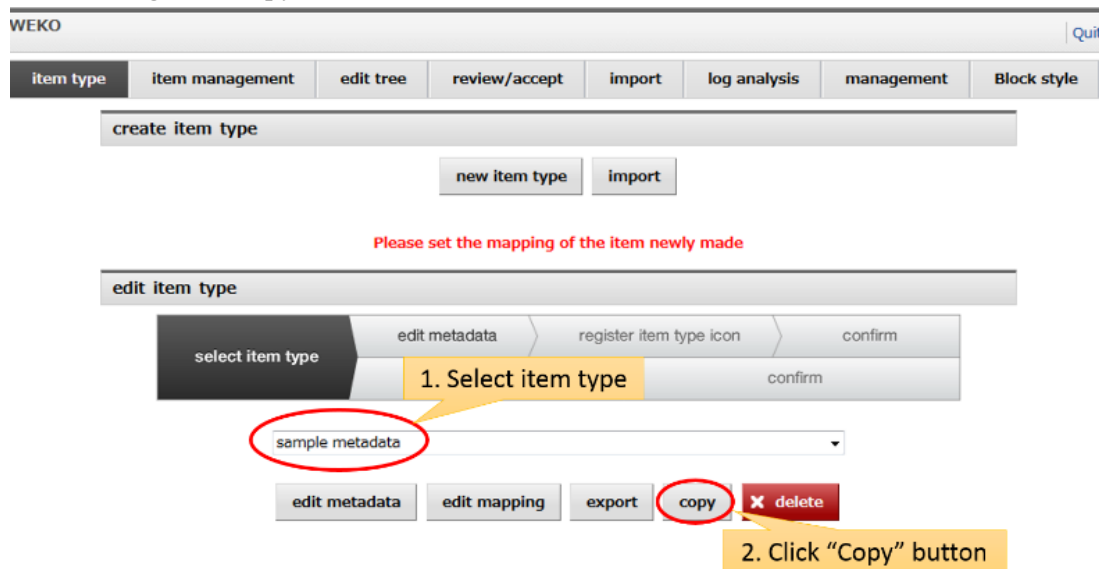 WEKO
Quit
item type item management edit tree review/accept import log analysis management Block style
create item type
new item type import
Please set the mapping of the item newly made
edit item type
select item type
edit metadata register item type icon confirm
confirm
1. Select item type
sample metadata
edit metadata edit mapping export copy X delete
2. Click “Copy” button